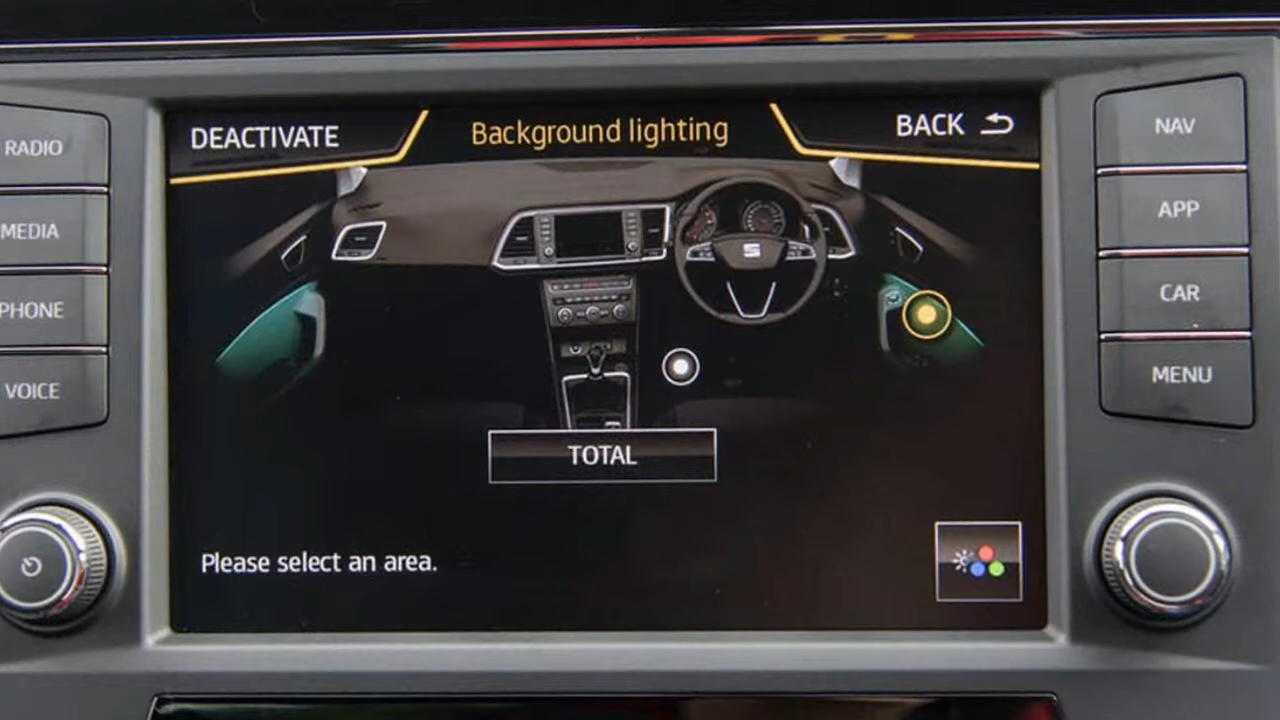 RADIO
MEDIA
PHONE
VOICE
DEACTIVATE
Background lighting
BACK
TOTAL
Please select an area.
NAV
APP
CAR
MENU